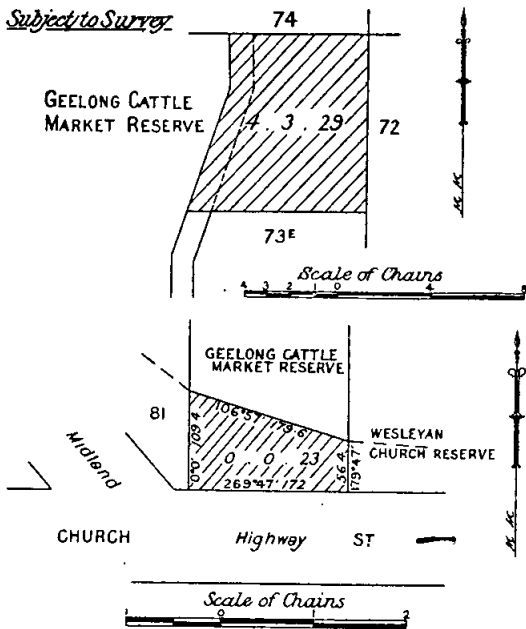 Subject to Survey
74
GEELONG CATTLE
MARKET RESERVE
4 . 3 . 29
72
73E
Scale of Chains
4 3 2 1 0 4 8
GEELONG CATTLE
MARKET RESERVE
81
106°57' 179·6
0°0' 109·4
0 0 23
56·4
179°47'
269°47' 172
WESLEYAN
CHURCH RESERVE
Midland
CHURCH Highway ST
Scale of Chains
1 0 1 2